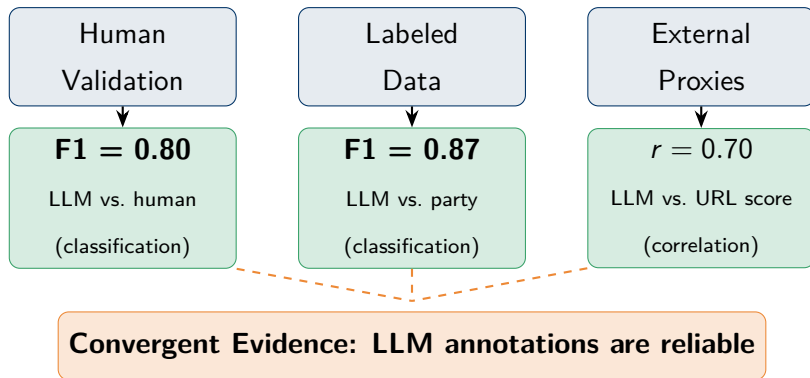 Human
Validation
Labeled
Data
External
Proxies
F1 = 0.80
LLM vs. human
(classification)
F1 = 0.87
LLM vs. party
(classification)
r = 0.70
LLM vs. URL score
(correlation)
Convergent Evidence: LLM annotations are reliable